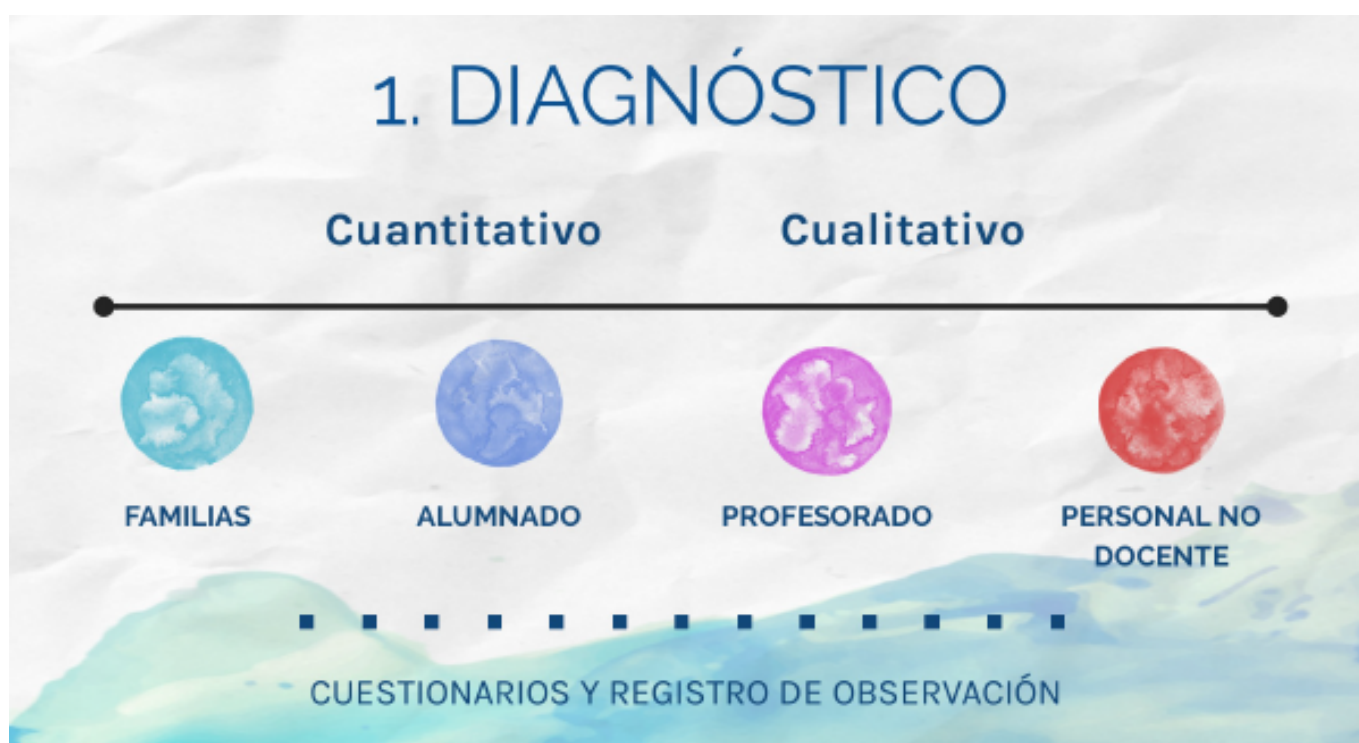 1. DIAGNÓSTICO
Cuantitativo Cualitativo
FAMILIAS ALUMNADO PROFESORADO PERSONAL NO
DOCENTE
CUESTIONARIOS Y REGISTRO DE OBSERVACIÓN